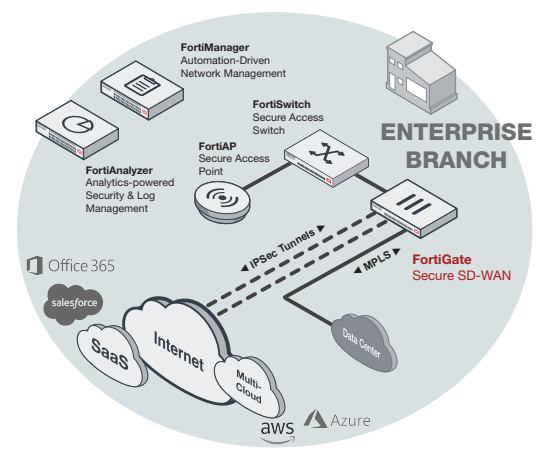 FortiManager
Automation-Driven
Network Management
FortiSwitch
Secure Access
Switch
ENTERPRISE
BRANCH
FortiAP
Secure Access
Point
FortiAnalyzer
Analytics-powered
Security & Log
Management
IPSec Tunnels
MPLS
FortiGate
Secure SD-WAN
Office 365
salesforce
SaaS
Internet
Multi-
Cloud
Data Center
aws
Azure